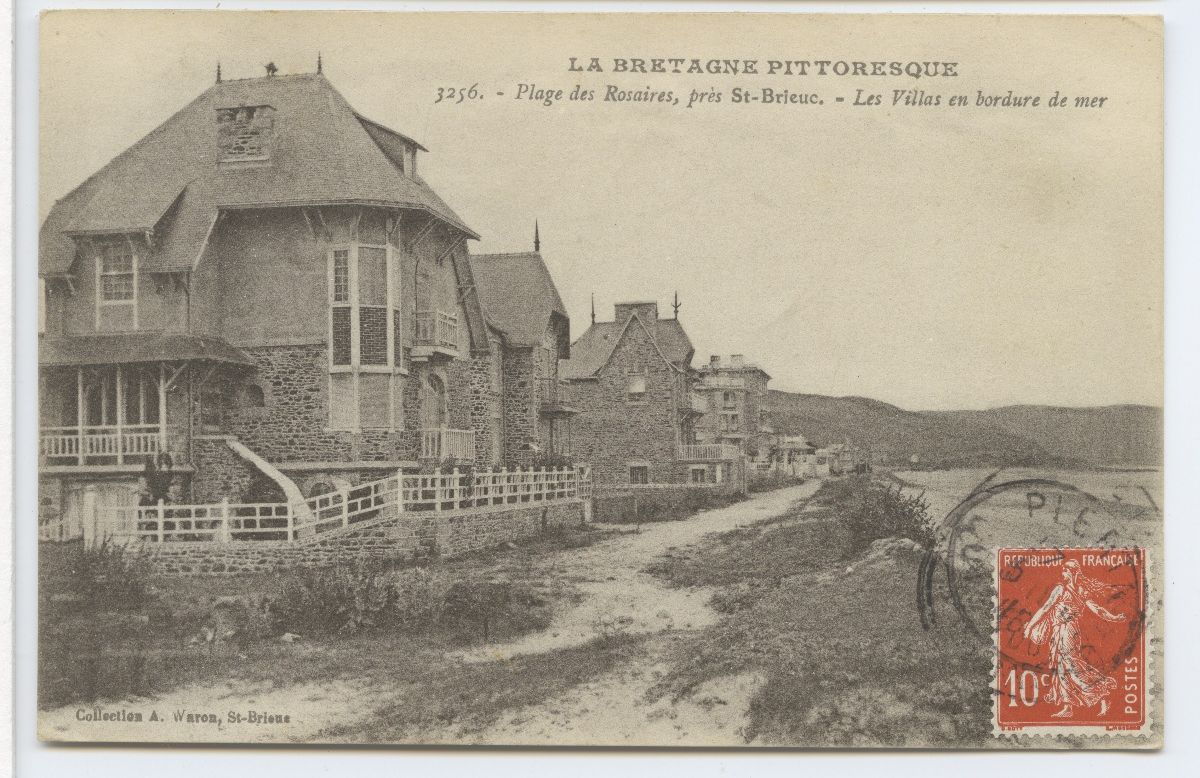 LA BRETAGNE PITTORESQUE
3256. - Plage des Rosaires, près St-Brieuc. - Les Villas en bordure de mer
REPUBLIQUE FRANÇAISE
10c
POSTES
Collection A. Waron, St-Brieuc